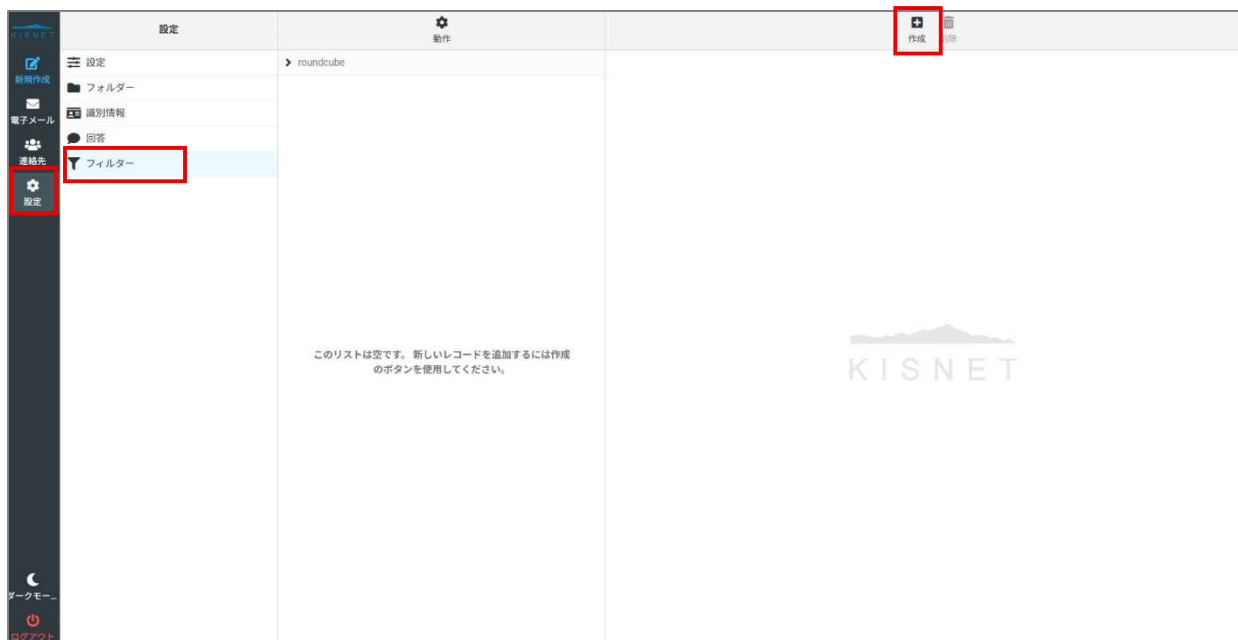 KISNET
設定
動作
作成
削除
新規作成
電子メール
連絡先
設定
設定
フォルダー
識別情報
回答
フィルター
roundcube
このリストは空です。 新しいレコードを追加するには作成
のボタンを使用してください。
KISNET
ダークモー...
ログアウト